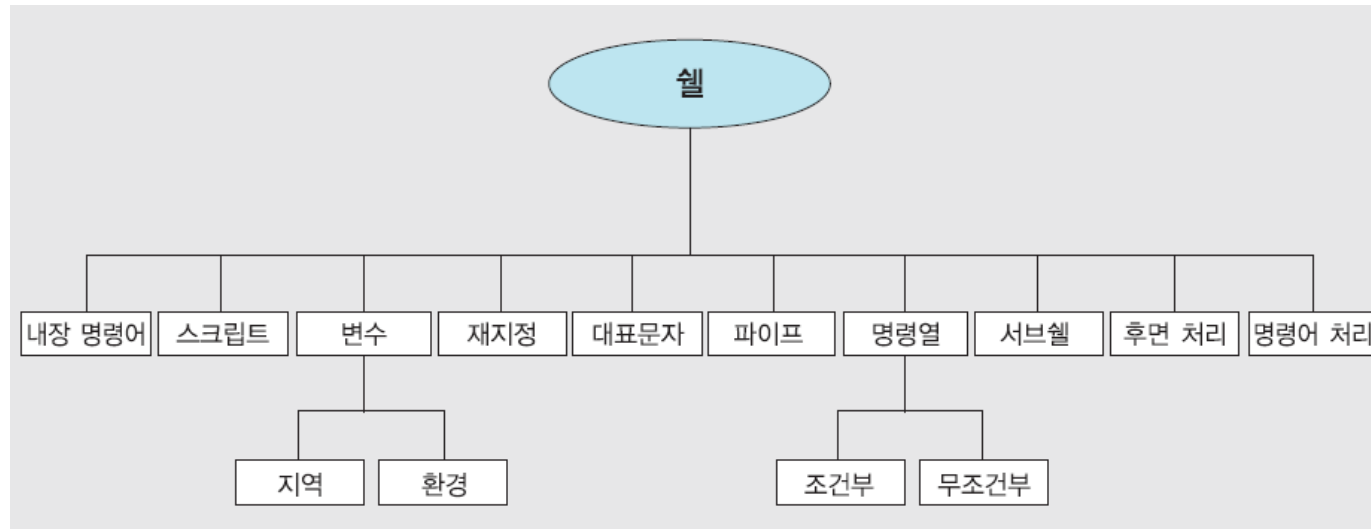 쉘
내장 명령어 스크립트 변수 재지정 대표문자 파이프 명령열 서브쉘 후면 처리 명령어 처리
지역 환경 조건부 무조건부